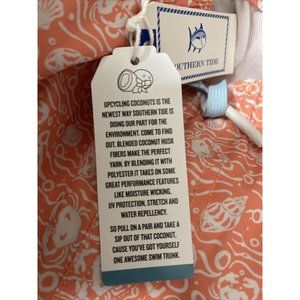 SOUTHERN TIDE
UPCYCLING COCONUTS IS THE
NEWEST WAY SOUTHERN TIDE IS
DOING OUR PART FOR THE
ENVIRONMENT. COME TO FIND
OUT, BLENDED COCONUT HUSK
FIBERS MAKE THE PERFECT
YARN. BY BLENDING IT WITH
POLYESTER IT TAKES ON SOME
GREAT PERFORMANCE FEATURES
LIKE MOISTURE WICKING,
UV PROTECTION, STRETCH AND
WATER REPELLENCY.
SO PULL ON A PAIR AND TAKE A
SIP OUT OF THAT COCONUT,
CAUSE YOU'VE GOT YOURSELF
ONE AWESOME SWIM TRUNK.